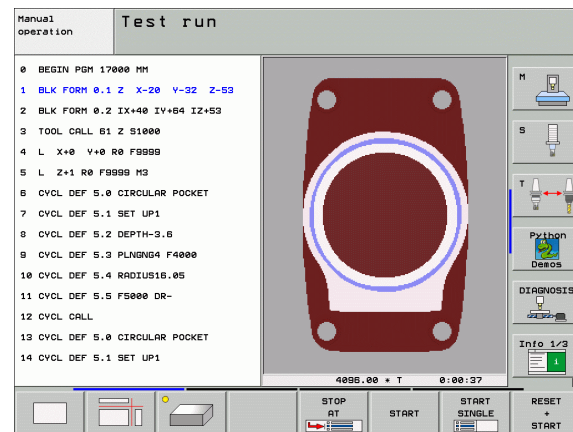 Manual
operation
Test run
0 BEGIN PGM 17000 MM
1 BLK FORM 0.1 Z X-20 Y-32 Z-53
2 BLK FORM 0.2 IX+40 IY+64 IZ+53
3 TOOL CALL 61 Z S1000
4 L X+0 Y+0 R0 F9999
5 L Z+1 R0 F9999 M3
6 CYCL DEF 5.0 CIRCULAR POCKET
7 CYCL DEF 5.1 SET UP1
8 CYCL DEF 5.2 DEPTH-3.6
9 CYCL DEF 5.3 PLNGNG4 F4000
10 CYCL DEF 5.4 RADIUS16.05
11 CYCL DEF 5.5 F5000 DR-
12 CYCL CALL
13 CYCL DEF 5.0 CIRCULAR POCKET
14 CYCL DEF 5.1 SET UP1
4096.00 * T 0:00:37
M
S
T
Python
Demos
DIAGNOSIS
Info 1/3
i
STOP
AT
START
START
SINGLE
RESET
+
START